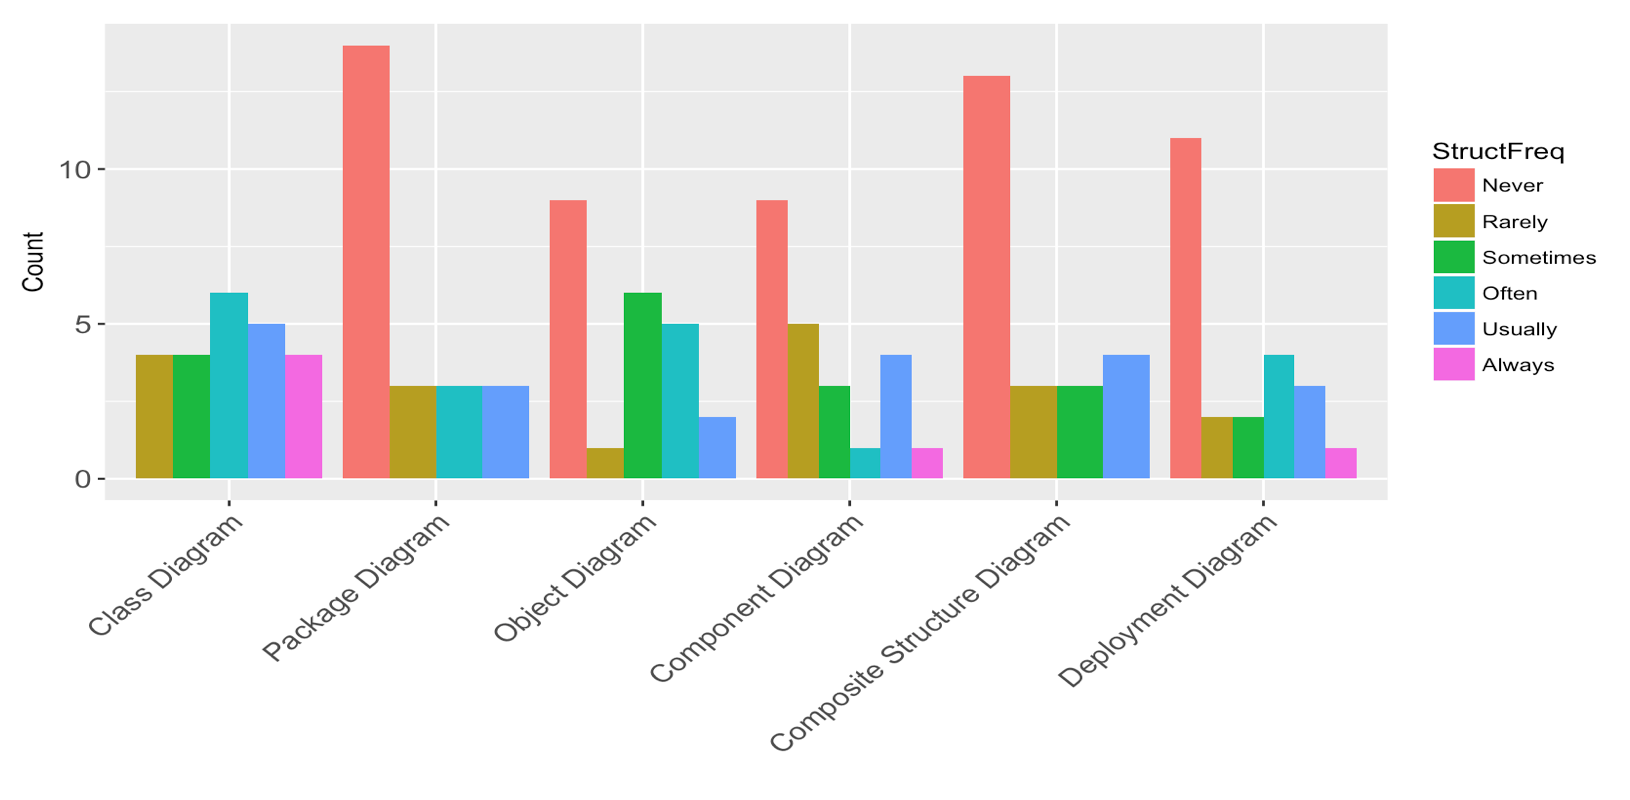 Count
10
5
0
Class Diagram
Package Diagram
Object Diagram
Component Diagram
Composite Structure Diagram
Deployment Diagram
StructFreq
Never
Rarely
Sometimes
Often
Usually
Always